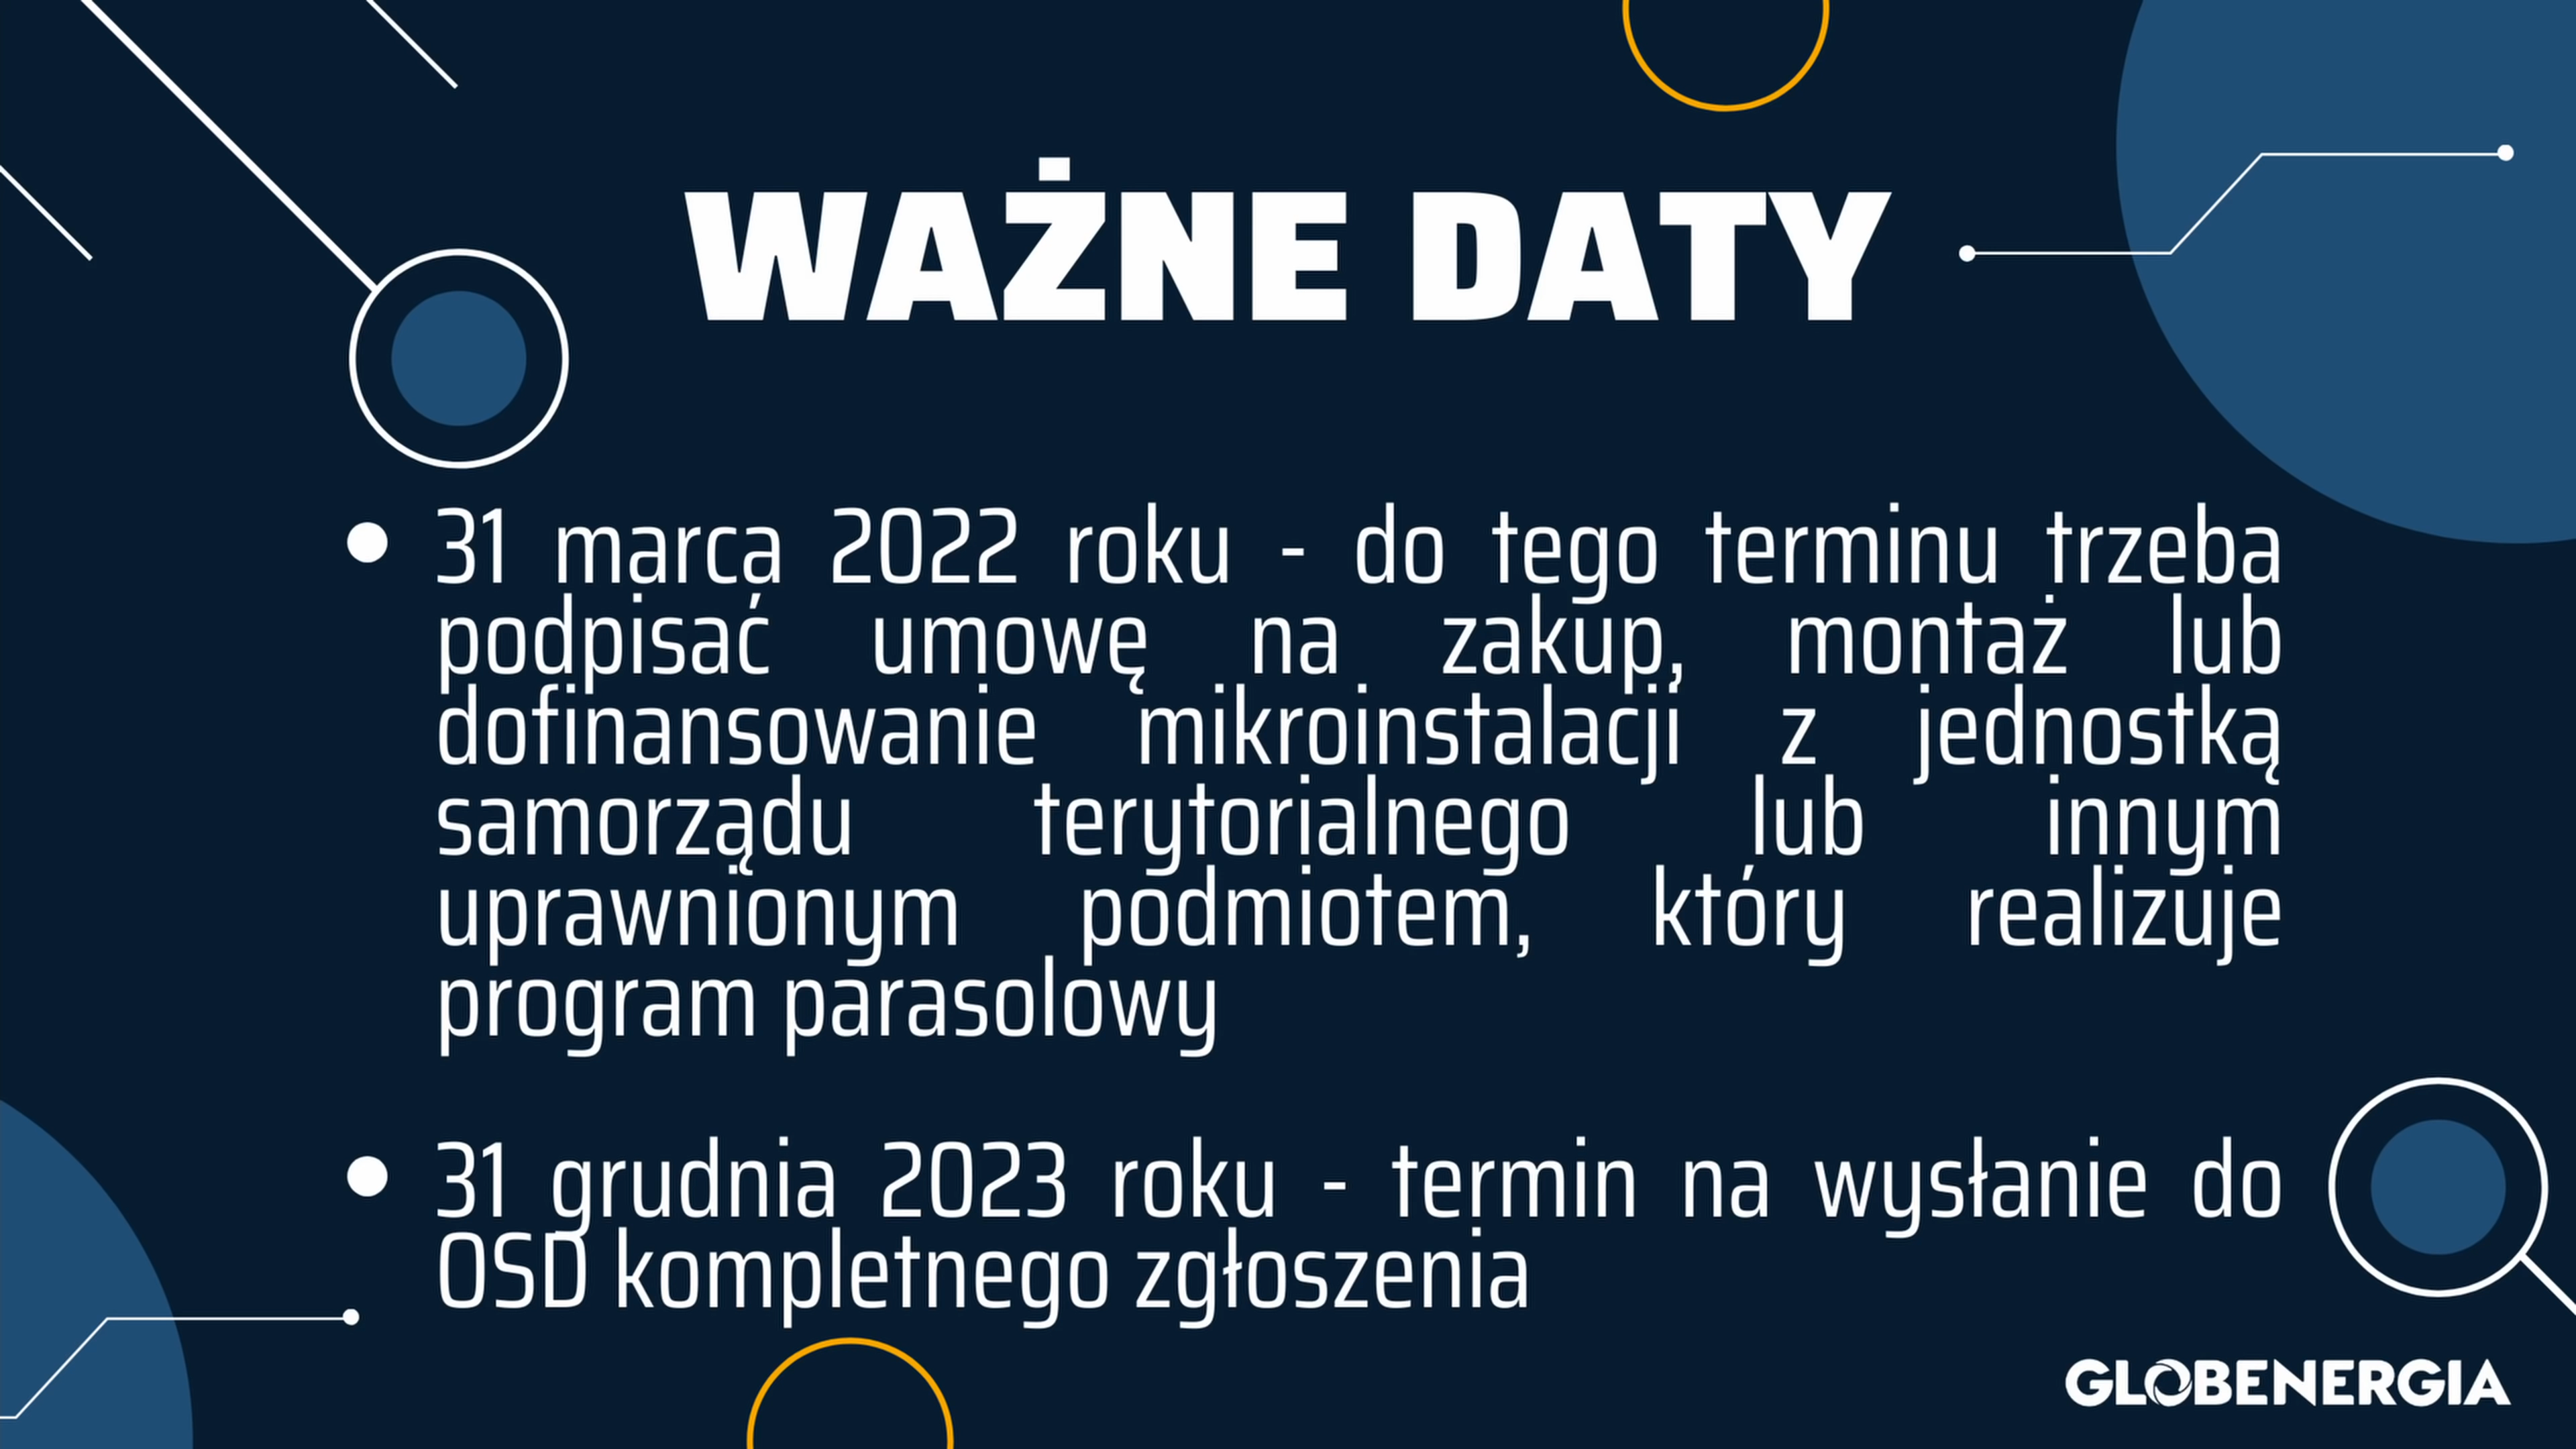 WAŻNE DATY
• 31 marca 2022 roku - do tego terminu trzeba
podpisać umowę na zakup, montaż lub
dofinansowanie mikroinstalacji z jednostką
samorządu terytorialnego lub innym
uprawnionym podmiotem, który realizuje
program parasolowy
• 31 grudnia 2023 roku - termin na wysłanie do
OSD kompletnego zgłoszenia
GLOBENERGIA